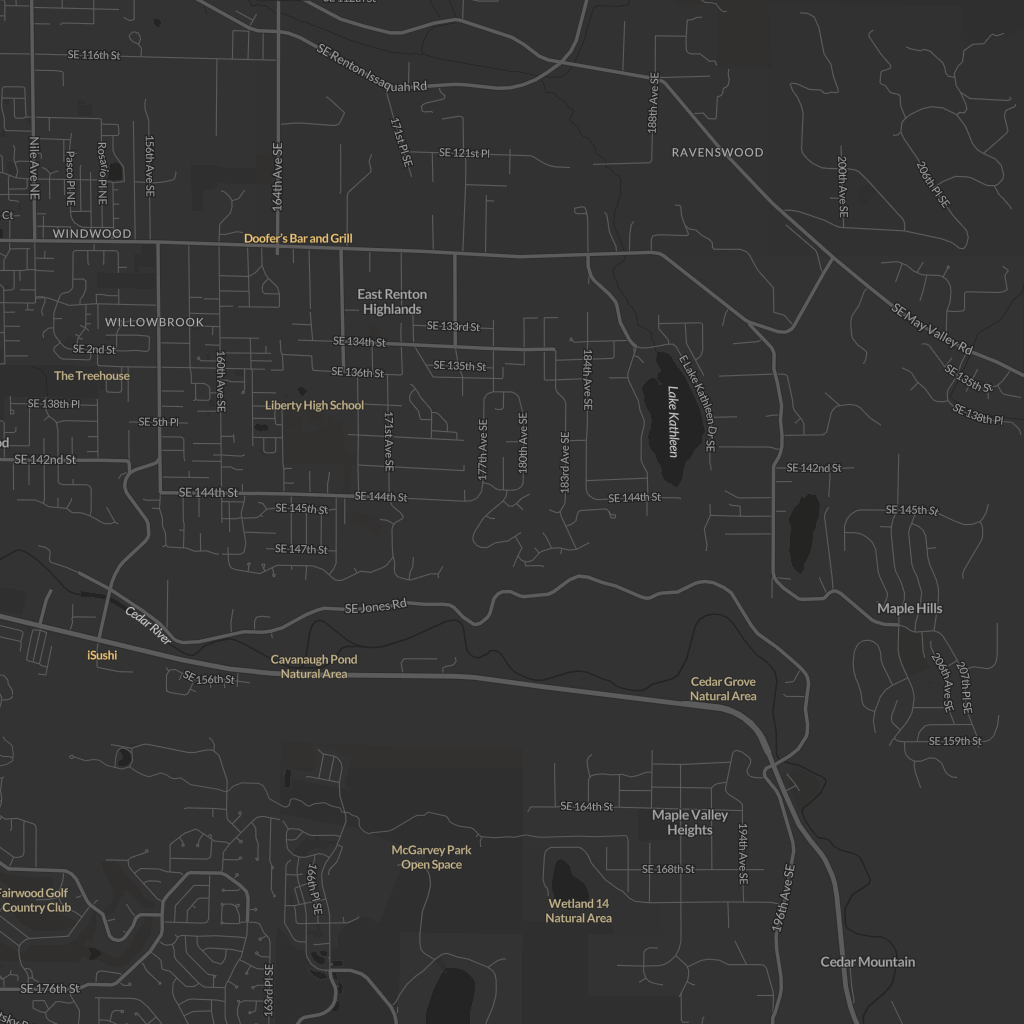 SE 112th St
SE 116th St
SE Renton Issaquah Rd
171st Pl SE
SE 121st Pl
188th Ave SE
RAVENSWOOD
200th Ave SE
206th Pl SE
Nile Ave NE
Pasco Pl NE
Rosario Pl NE
156th Ave SE
164th Ave SE
Ct
WINDWOOD
Doofer's Bar and Grill
East Renton
Highlands
WILLOWBROOK
SE 133rd St
SE 134th St
SE 2nd St
SE May Valley Rd
The Treehouse
160th Ave SE
SE 136th St
SE 135th St
184th Ave SE
E Lake Kathleen Dr SE
Lake Kathleen
SE 135th St
SE 138th Pl
SE 138th Pl
Liberty High School
SE 5th Pl
171st Ave SE
177th Ave SE
180th Ave SE
183rd Ave SE
SE 142nd St
SE 142nd St
SE 144th St
SE 144th St
SE 144th St
SE 145th St
SE 145th St
SE 147th St
Cedar River
SE Jones Rd
Maple Hills
iSushi
Cavanaugh Pond
Natural Area
SE 156th St
Cedar Grove
Natural Area
206th Ave SE
207th Pl SE
SE 159th St
SE 164th St
Maple Valley
Heights
McGarvey Park
Open Space
194th Ave SE
SE 168th St
166th Pl SE
Fairwood Golf
Country Club
Wetland 14
Natural Area
196th Ave SE
Cedar Mountain
163rd Pl SE
SE 176th St